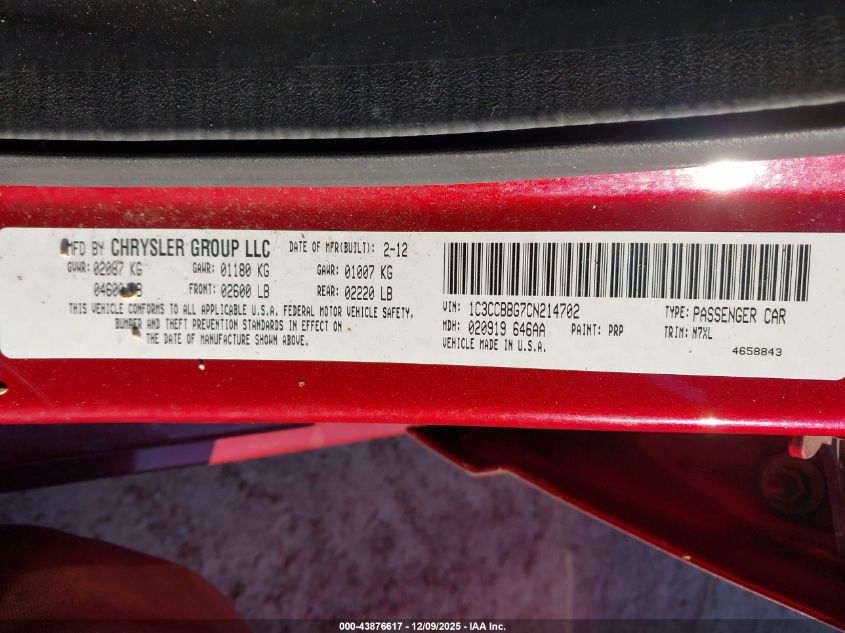 MFD BY CHRYSLER GROUP LLC DATE OF MFR(BUILT): 2-12
GVWR: 02087 KG GAWR: 01180 KG GAWR: 01007 KG
FRONT: 02600 LB REAR: 02220 LB
THIS VEHICLE CONFORMS TO ALL APPLICABLE U.S.A. FEDERAL MOTOR VEHICLE SAFETY,
BUMPER AND THEFT PREVENTION STANDARDS IN EFFECT ON
THE DATE OF MANUFACTURE SHOWN ABOVE.
VIN: 1C3CCBBG7CN214702 TYPE: PASSENGER CAR
MDH: 020919 646AA PAINT: PRP TRIM: N7XL
VEHICLE MADE IN U.S.A.
4658843
000-43876617 • 12/09/2025 • IAA Inc.